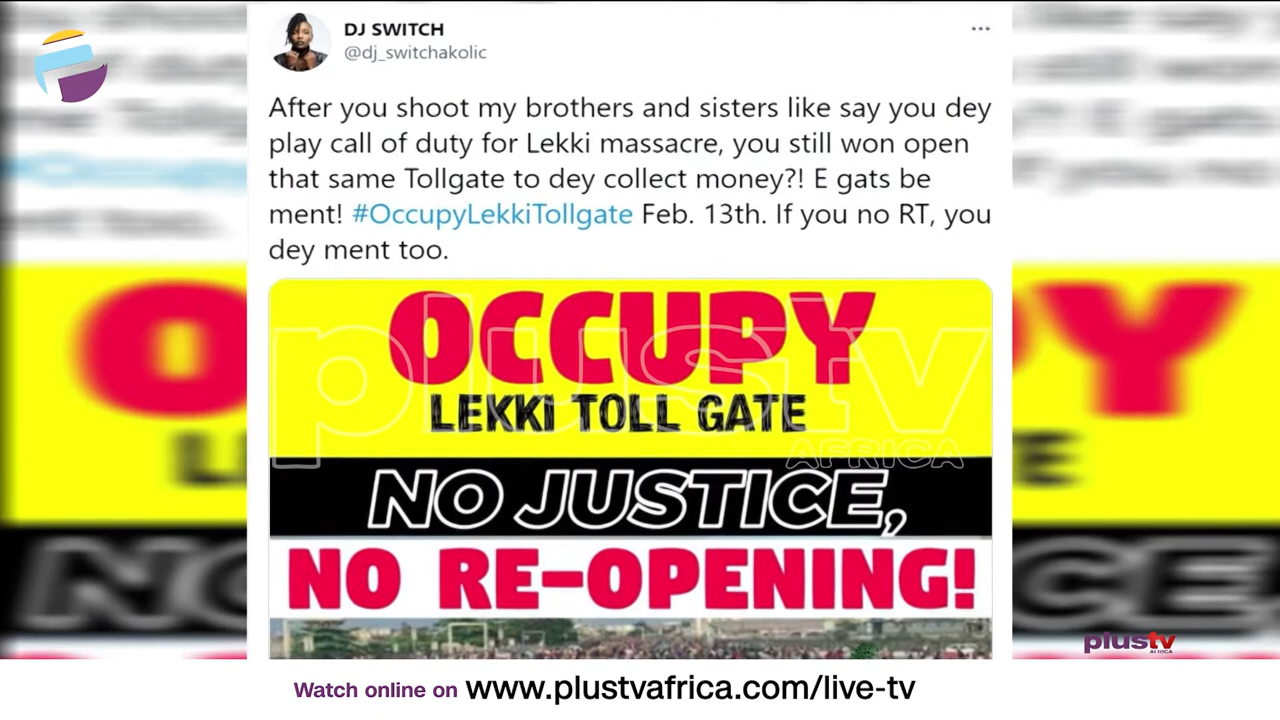 DJ SWITCH
@dj_switchakolic
After you shoot my brothers and sisters like say you dey
play call of duty for Lekki massacre, you still won open
that same Tollgate to dey collect money?! E gats be
ment! #OccupyLekkiTollgate Feb. 13th. If you no RT, you
dey ment too.
OCCUPY
LEKKI TOLL GATE
NO JUSTICE,
NO RE-OPENING!
plustv
AFRICA
plustv
AFRICA
Watch online on www.plustvafrica.com/live-tv